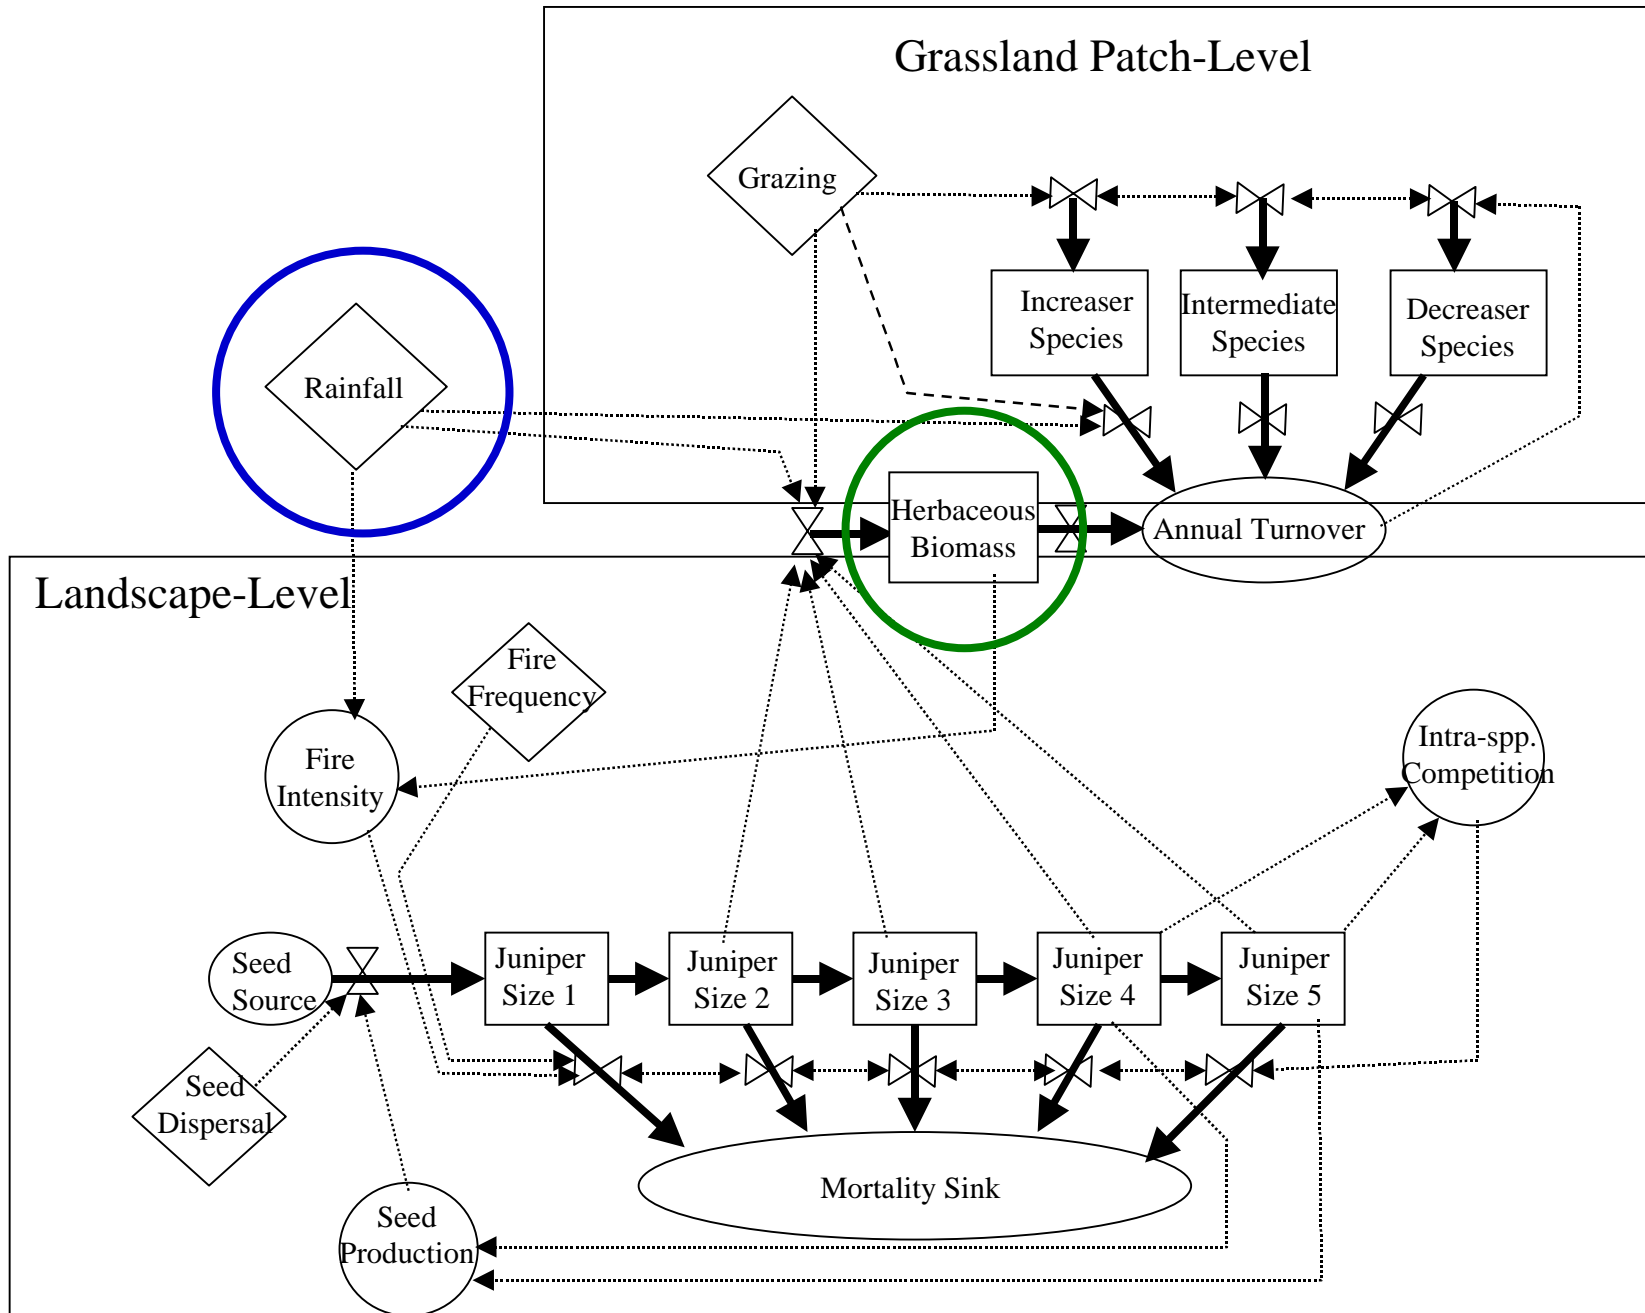 Grassland Patch-Level
Grazing
Increaser
Species
Intermediate
Species
Decreaser
Species
Rainfall
Herbaceous
Biomass
Annual Turnover
Landscape-Level
Fire
Frequency
Fire
Intensity
Intra-spp.
Competition
Seed
Source
Juniper
Size 1
Juniper
Size 2
Juniper
Size 3
Juniper
Size 4
Juniper
Size 5
Seed
Dispersal
Mortality Sink
Seed
Production